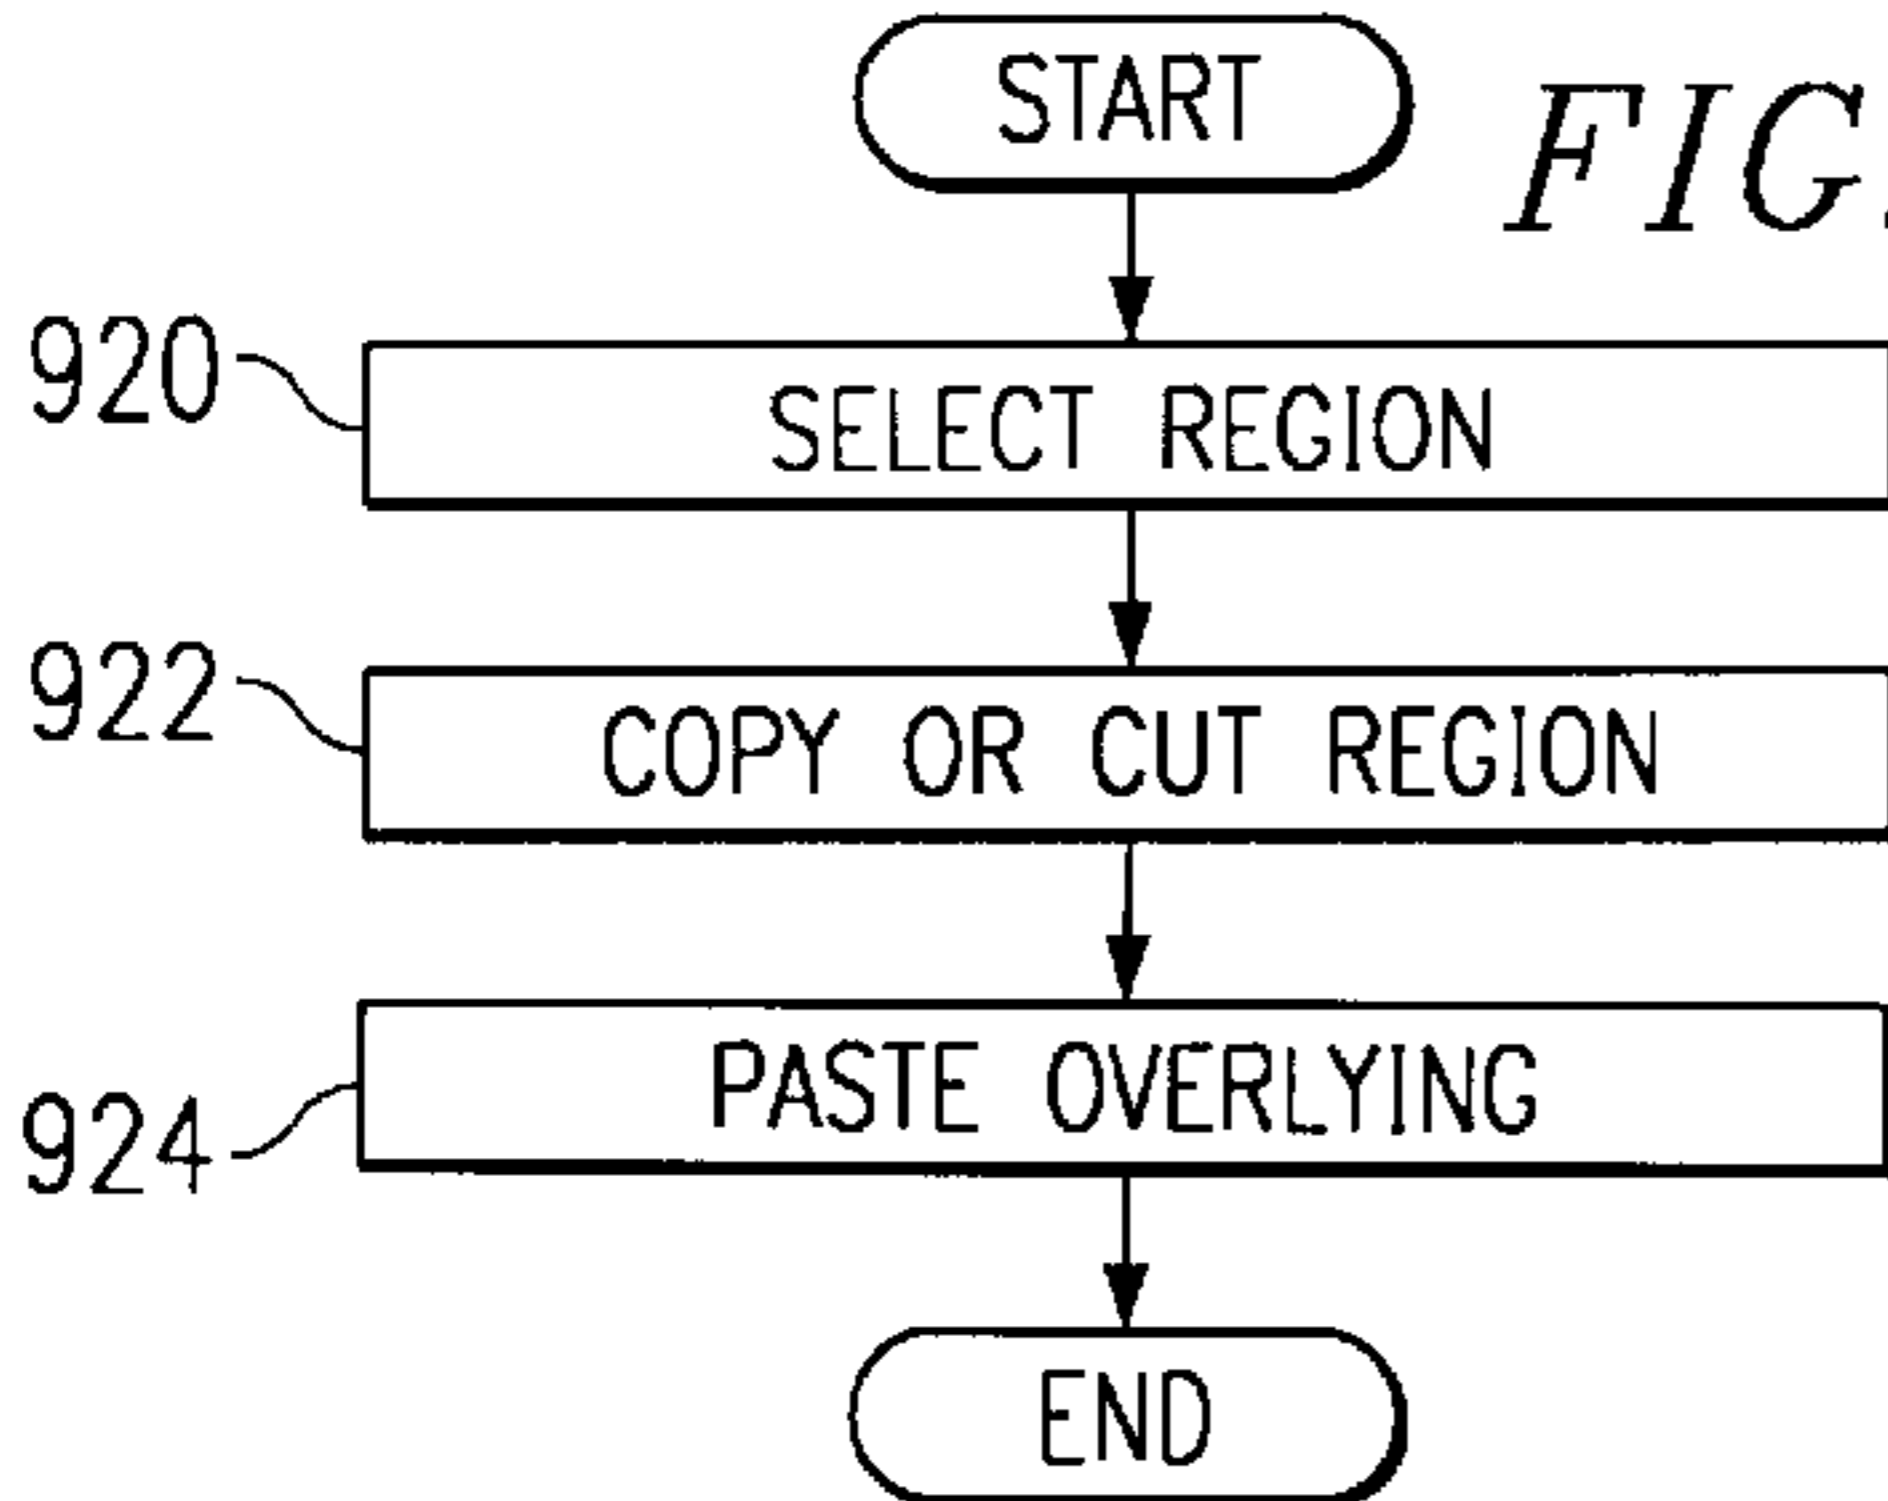 START
FIG.
920
SELECT REGION
922
COPY OR CUT REGION
PASTE OVERLYING
924
END